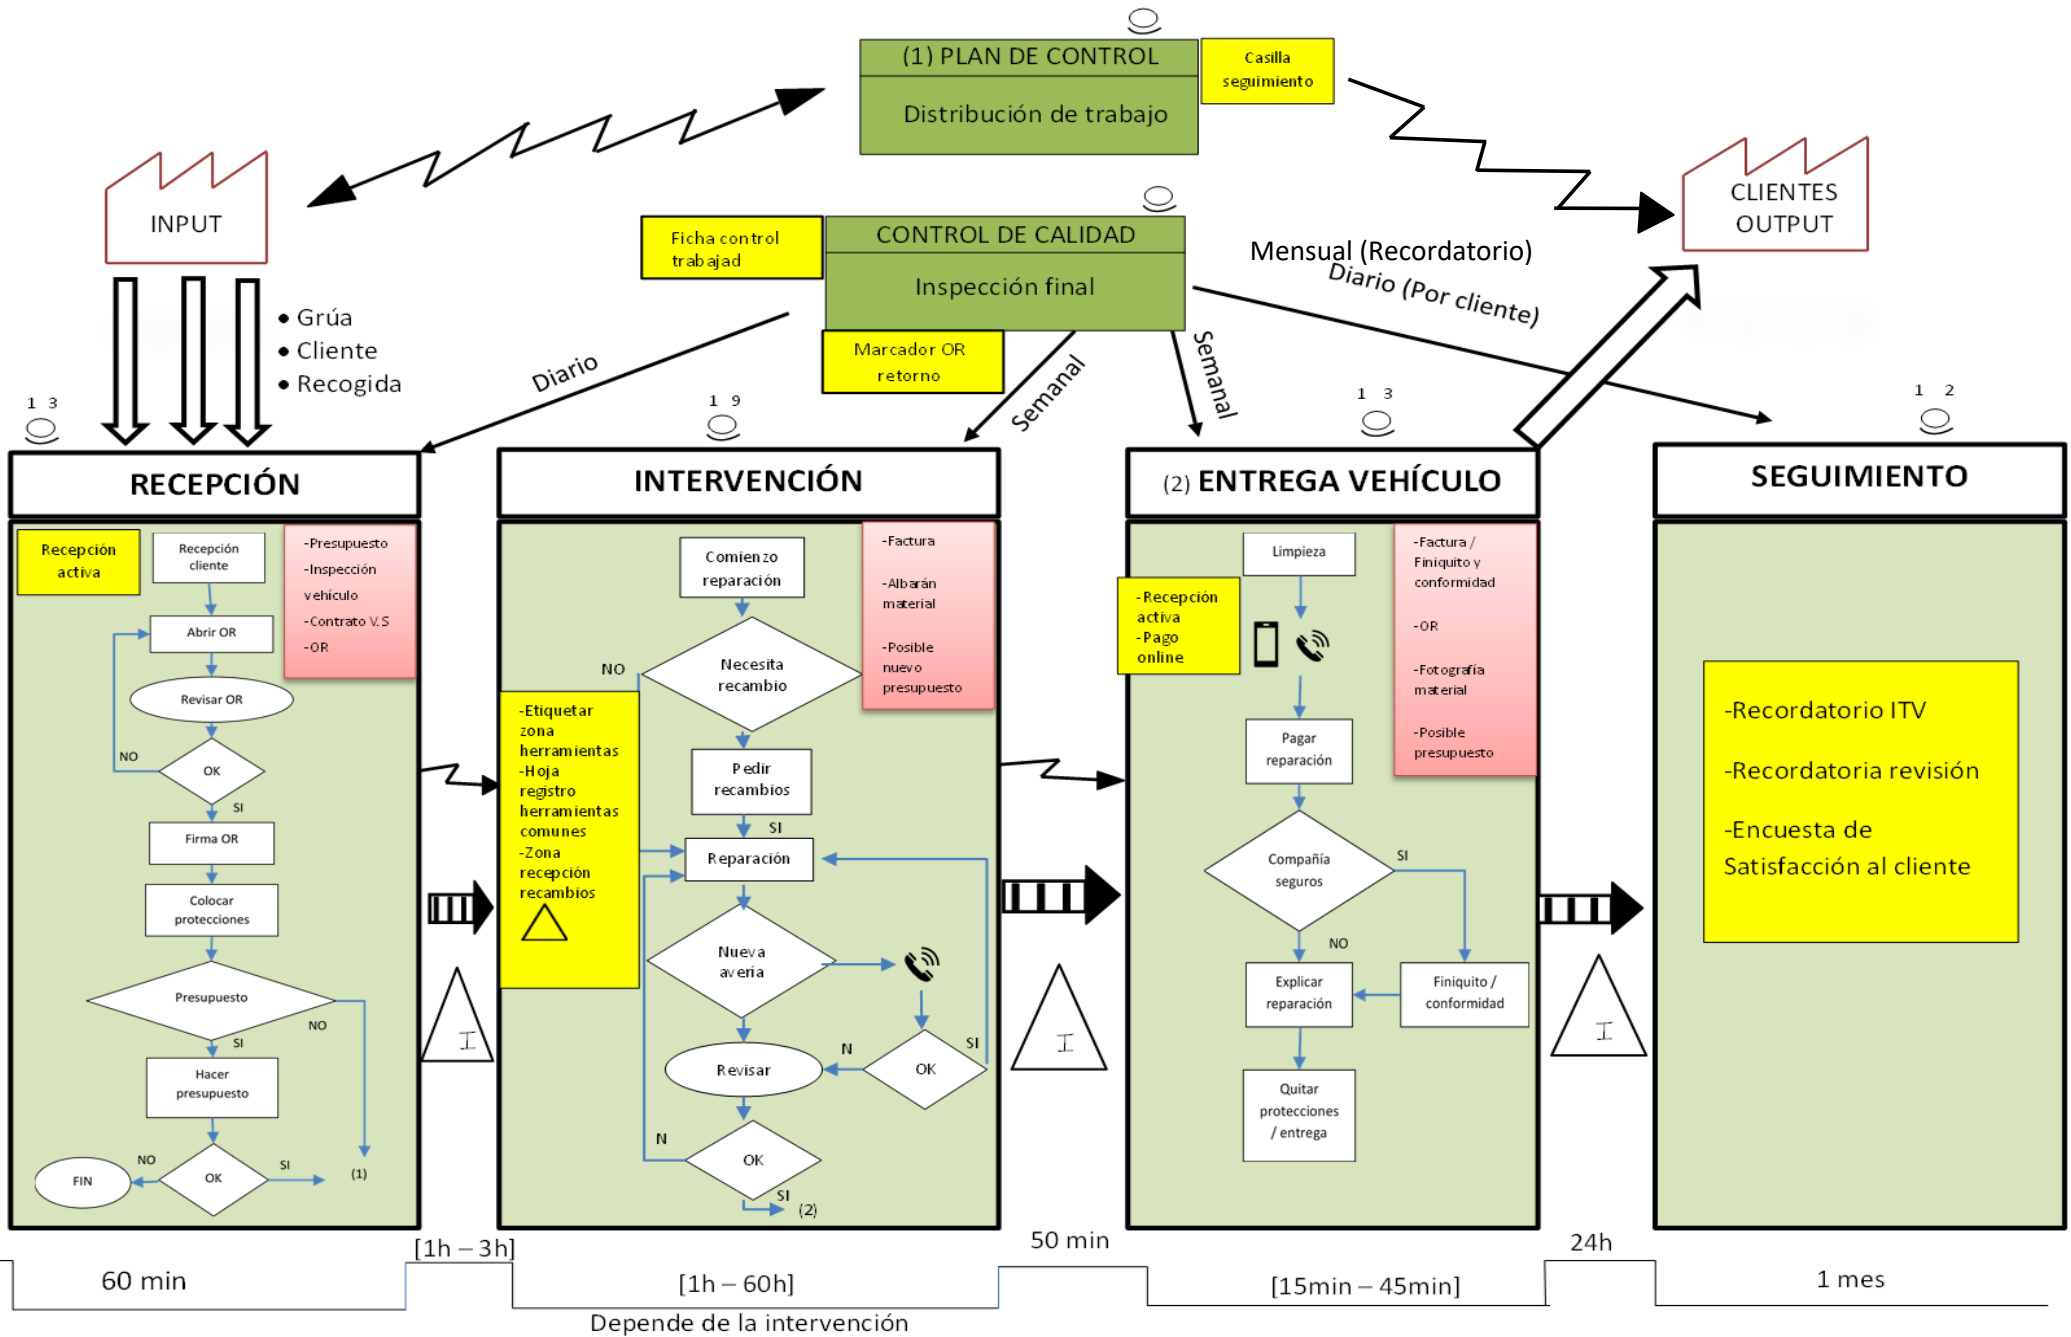 (1) PLAN DE CONTROL
Distribución de trabajo
Casilla
seguimiento
INPUT
CLIENTES
OUTPUT
Ficha control
trabajad
CONTROL DE CALIDAD
Inspección final
Marcador OR
retorno
Mensual (Recordatorio)
Diario (Por cliente)
• Grúa
• Cliente
• Recogida
Diario
Semanal
Semanal
1 3
1 9
1 3
1 2
RECEPCIÓN
Recepción
activa
Recepción
cliente
-Presupuesto
-Inspección
vehículo
-Contrato V.S
-OR
Abrir OR
Revisar OR
NO
OK
SI
Firma OR
Colocar
protecciones
Presupuesto
NO
SI
Hacer
presupuesto
NO
OK
SI
(1)
FIN
I
INTERVENCIÓN
Comienzo
reparación
-Factura
-Albarán
material
-Posible
nuevo
presupuesto
NO
Necesita
recambio
-Etiquetar
zona
herramientas
-Hoja
registro
herramientas
comunes
-Zona
recepción
recambios
Pedir
recambios
SI
Reparación
Nueva
avería
Revisar
N
OK
SI
N
OK
SI
(2)
I
(2) ENTREGA VEHÍCULO
Limpieza
-Recepción
activa
-Pago
online
-Factura /
Finiquito y
conformidad
-OR
-Fotografía
material
-Posible
presupuesto
Pagar
reparación
Compañía
seguros
SI
NO
Explicar
reparación
Finiquito /
conformidad
Quitar
protecciones
/ entrega
I
SEGUIMIENTO
-Recordatorio ITV
-Recordatoria revisión
-Encuesta de
Satisfacción al cliente
60 min
[1h – 3h]
[1h – 60h]
Depende de la intervención
50 min
[15min – 45min]
24h
1 mes